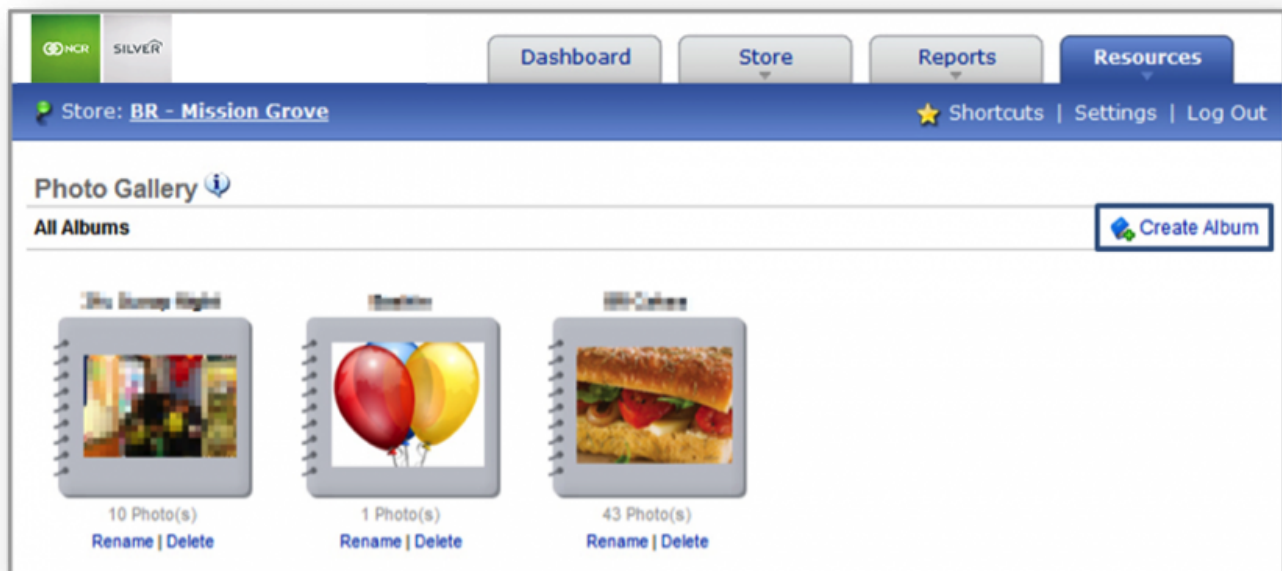 NCR SILVER
Dashboard Store Reports Resources
Store: BR - Mission Grove
Shortcuts | Settings | Log Out
Photo Gallery
All Albums
Create Album
10 Photo(s) 1 Photo(s) 43 Photo(s)
Rename | Delete Rename | Delete Rename | Delete